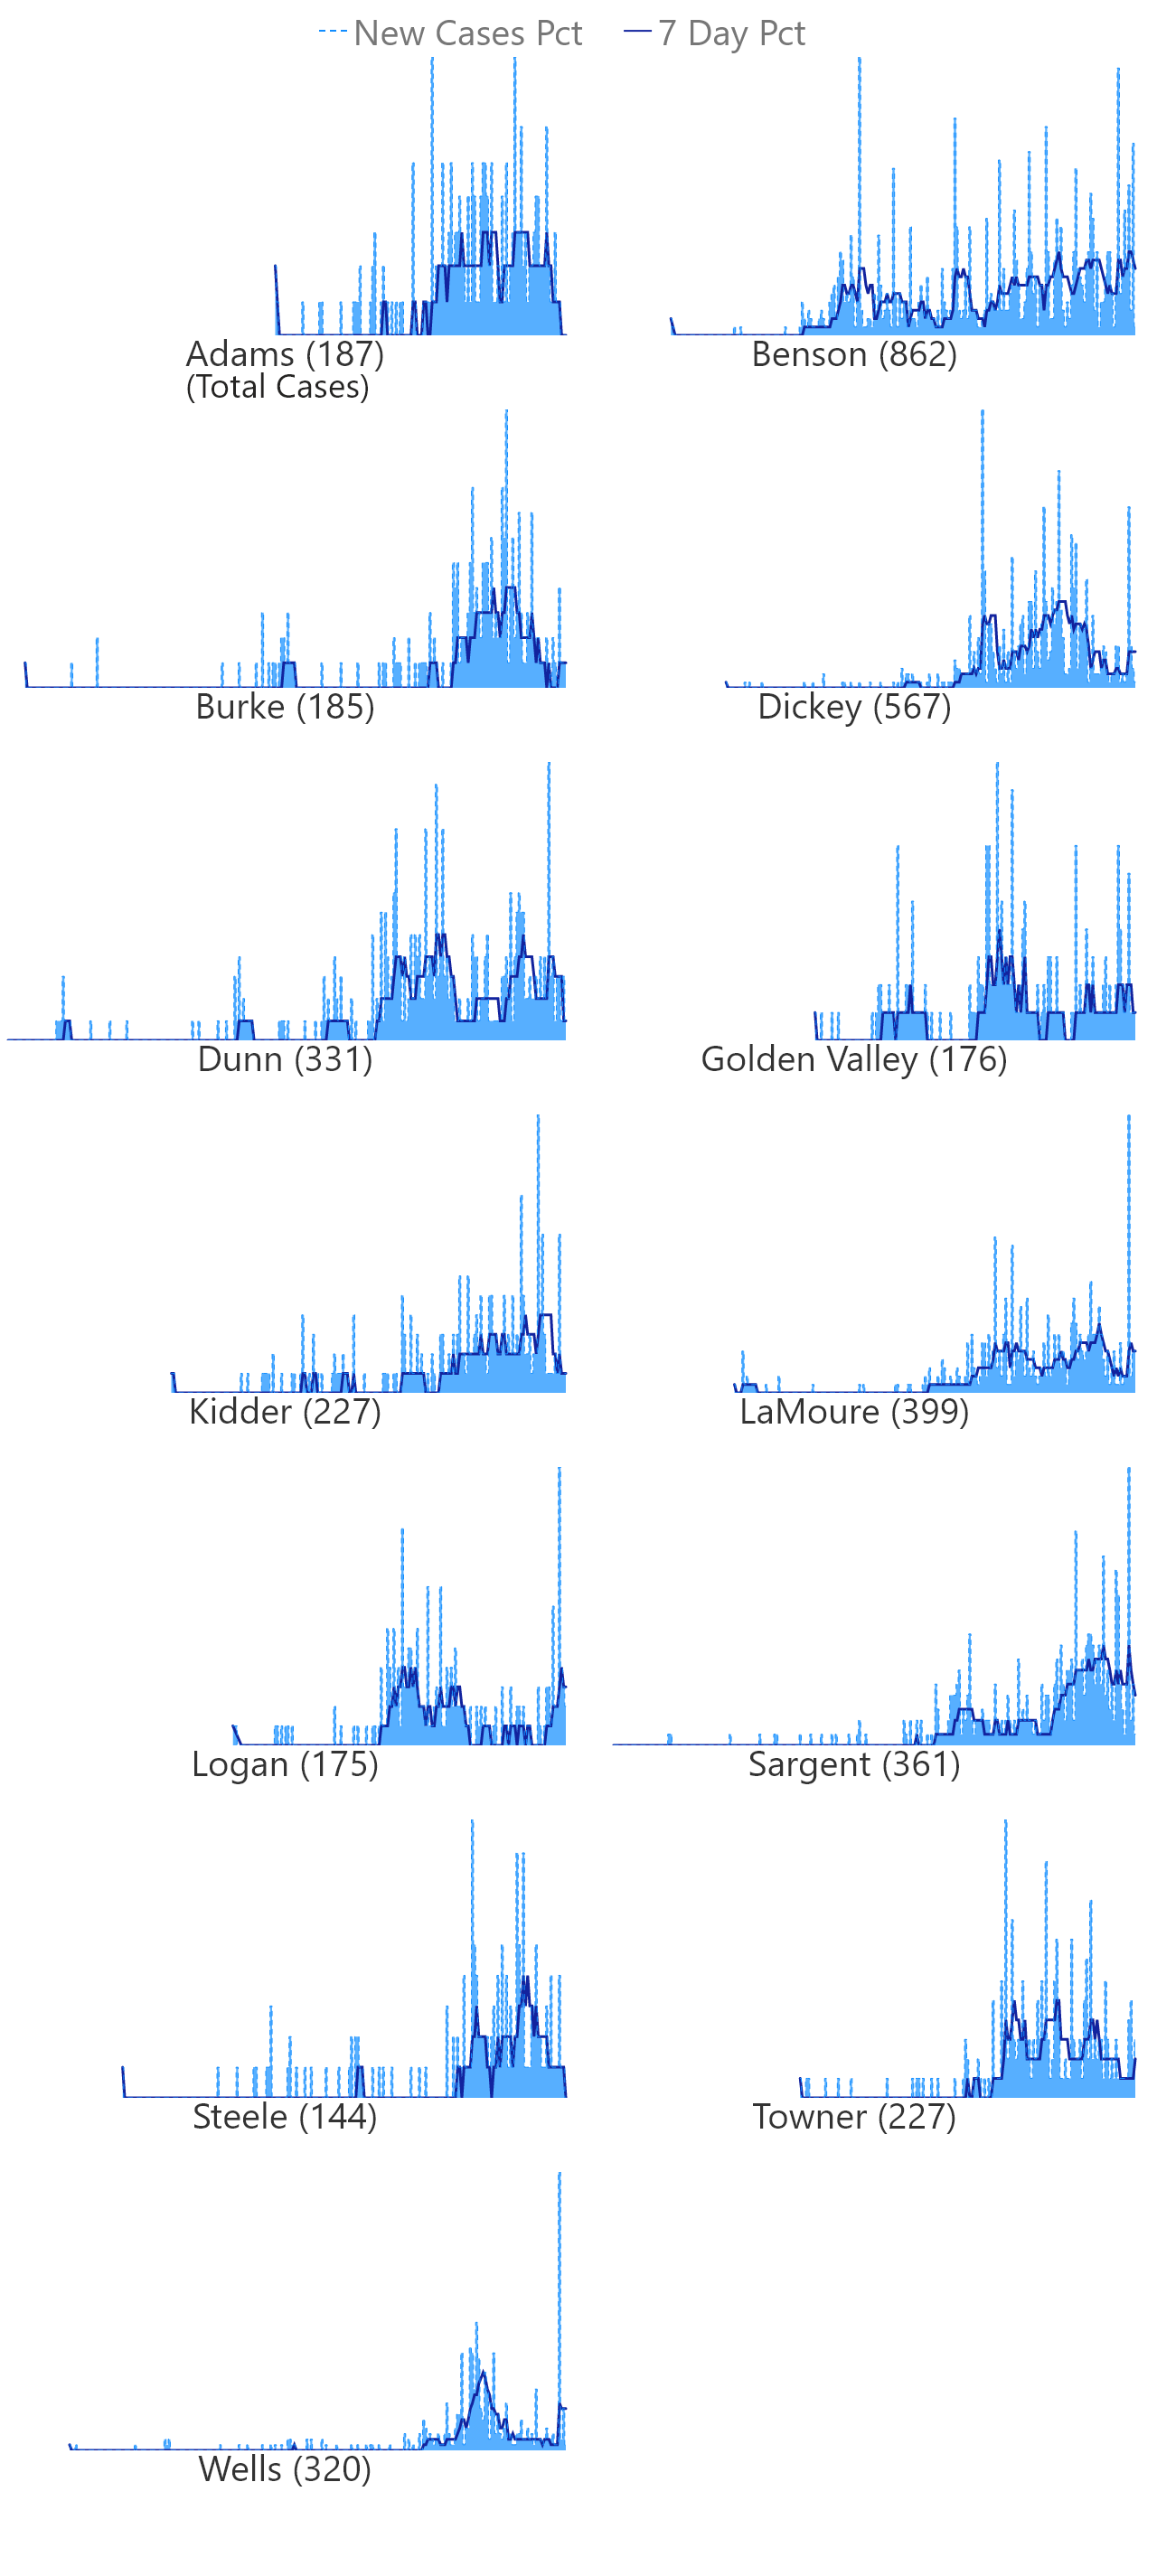 New Cases Pct 7 Day Pct
Adams (187) Benson (862)
(Total Cases)
Burke (185) Dickey (567)
Dunn (331) Golden Valley (176)
Kidder (227) LaMoure (399)
Logan (175) Sargent (361)
Steele (144) Towner (227)
Wells (320)